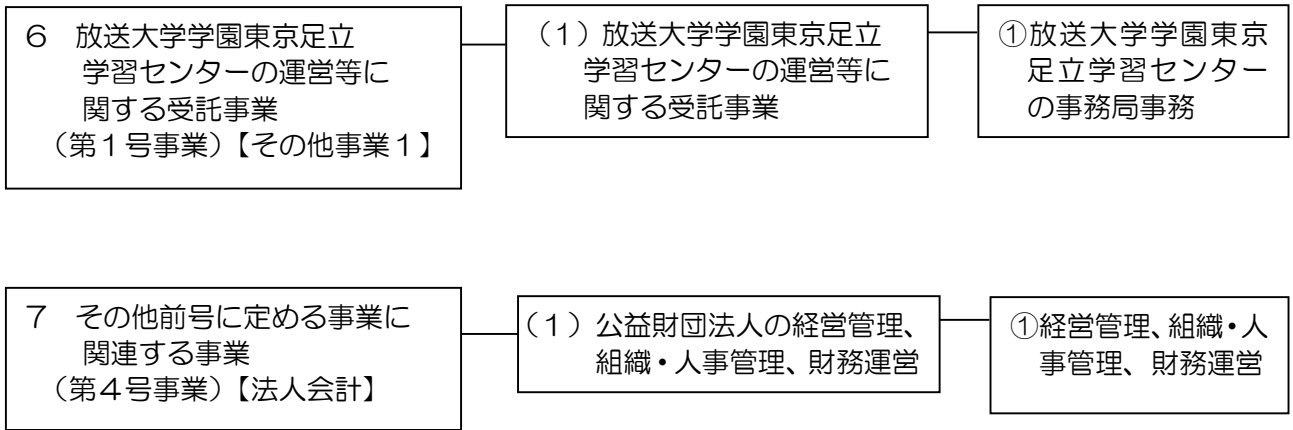 ６　放送大学学園東京足立
学習センターの運営等に
関する受託事業
（第１号事業）【その他事業１】
（１）放送大学学園東京足立
学習センターの運営等に
関する受託事業
①放送大学学園東京
足立学習センター
の事務局事務
７　その他前号に定める事業に
関連する事業
（第４号事業）【法人会計】
（１）公益財団法人の経営管理、
組織・人事管理、財務運営
①経営管理、組織・人
事管理、財務運営